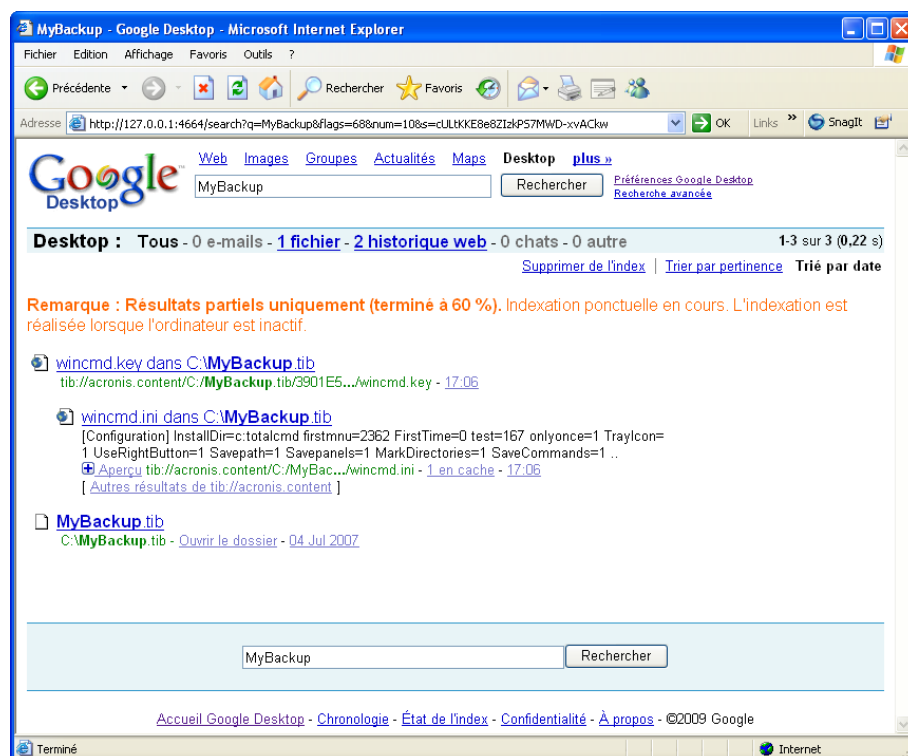 MyBackup - Google Desktop - Microsoft Internet Explorer
Fichier Edition Affichage Favoris Outils ?
Précédente Rechercher Favoris
Adresse http://127.0.0.1:4664/search?q=MyBackup&flags=68&num=10&s=cULtKKE8e8ZIzkPS7MWD-xvACkw OK Links » SnagIt
Google Desktop
Web Images Groupes Actualités Maps Desktop plus »
MyBackup Rechercher Préférences Google Desktop
Recherche avancée
Desktop : Tous - 0 e-mails - 1 fichier - 2 historique web - 0 chats - 0 autre 1-3 sur 3 (0,22 s)
Supprimer de l'index | Trier par pertinence Trié par date
Remarque : Résultats partiels uniquement (terminé à 60 %). Indexation ponctuelle en cours. L'indexation est
réalisée lorsque l'ordinateur est inactif.
wincmd.key dans C:\MyBackup.tib
tib://acronis.content/C:/MyBackup.tib/3901E5.../wincmd.key - 17:06
wincmd.ini dans C:\MyBackup.tib
[Configuration] InstallDir=c:totalcmd firstmnu=2362 FirstTime=0 test=167 onlyonce=1 TrayIcon=
1 UseRightButton=1 Savepath=1 Savepanels=1 MarkDirectories=1 SaveCommands=1 ..
Aperçu tib://acronis.content/C:/MyBac.../wincmd.ini - 1 en cache - 17:06
[ Autres résultats de tib://acronis.content ]
MyBackup.tib
C:\MyBackup.tib - Ouvrir le dossier - 04 Jul 2007
MyBackup Rechercher
Accueil Google Desktop - Chronologie - État de l'index - Confidentialité - À propos - ©2009 Google
Terminé Internet